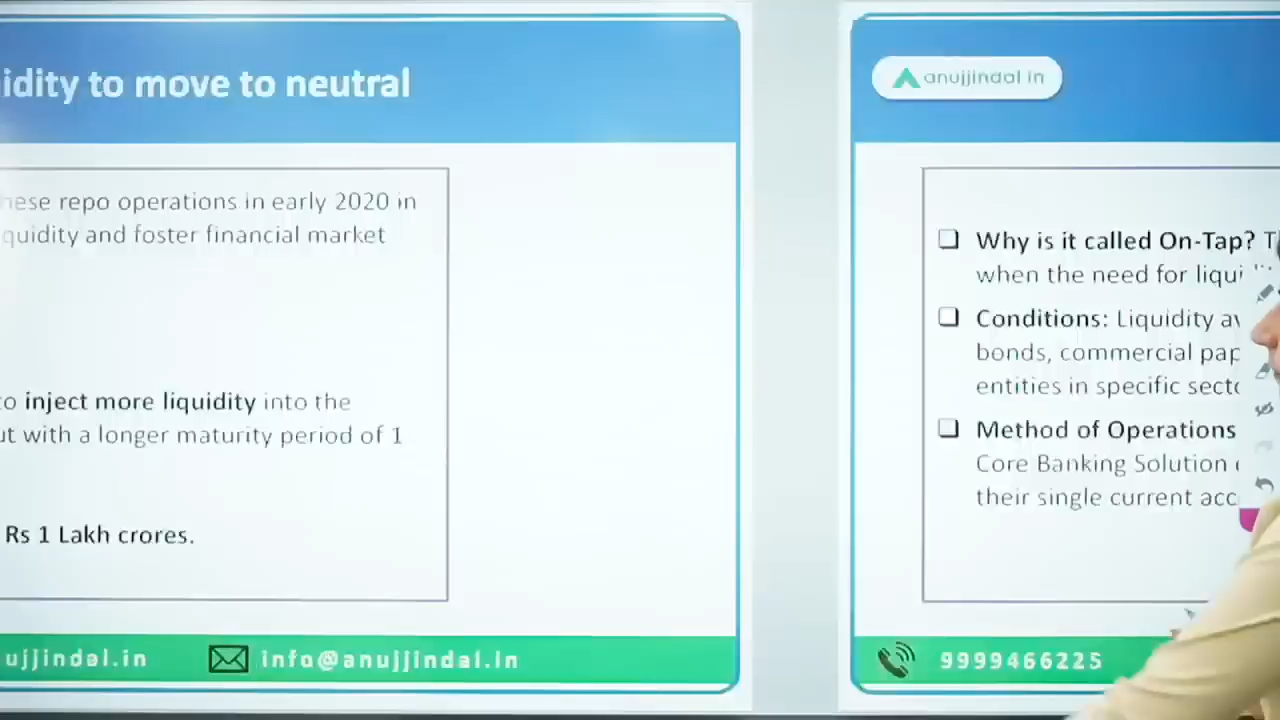 idity to move to neutral
hese repo operations in early 2020 in
quidity and foster financial market
to inject more liquidity into the
ut with a longer maturity period of 1
Rs 1 Lakh crores.
ujjindal.in
info@anujjindal.in
anujjindal in
❑ Why is it called On-Tap? T
when the need for liqui
❑ Conditions: Liquidity av
bonds, commercial pap
entities in specific secto
❑ Method of Operations
Core Banking Solution
their single current acc
9999466225